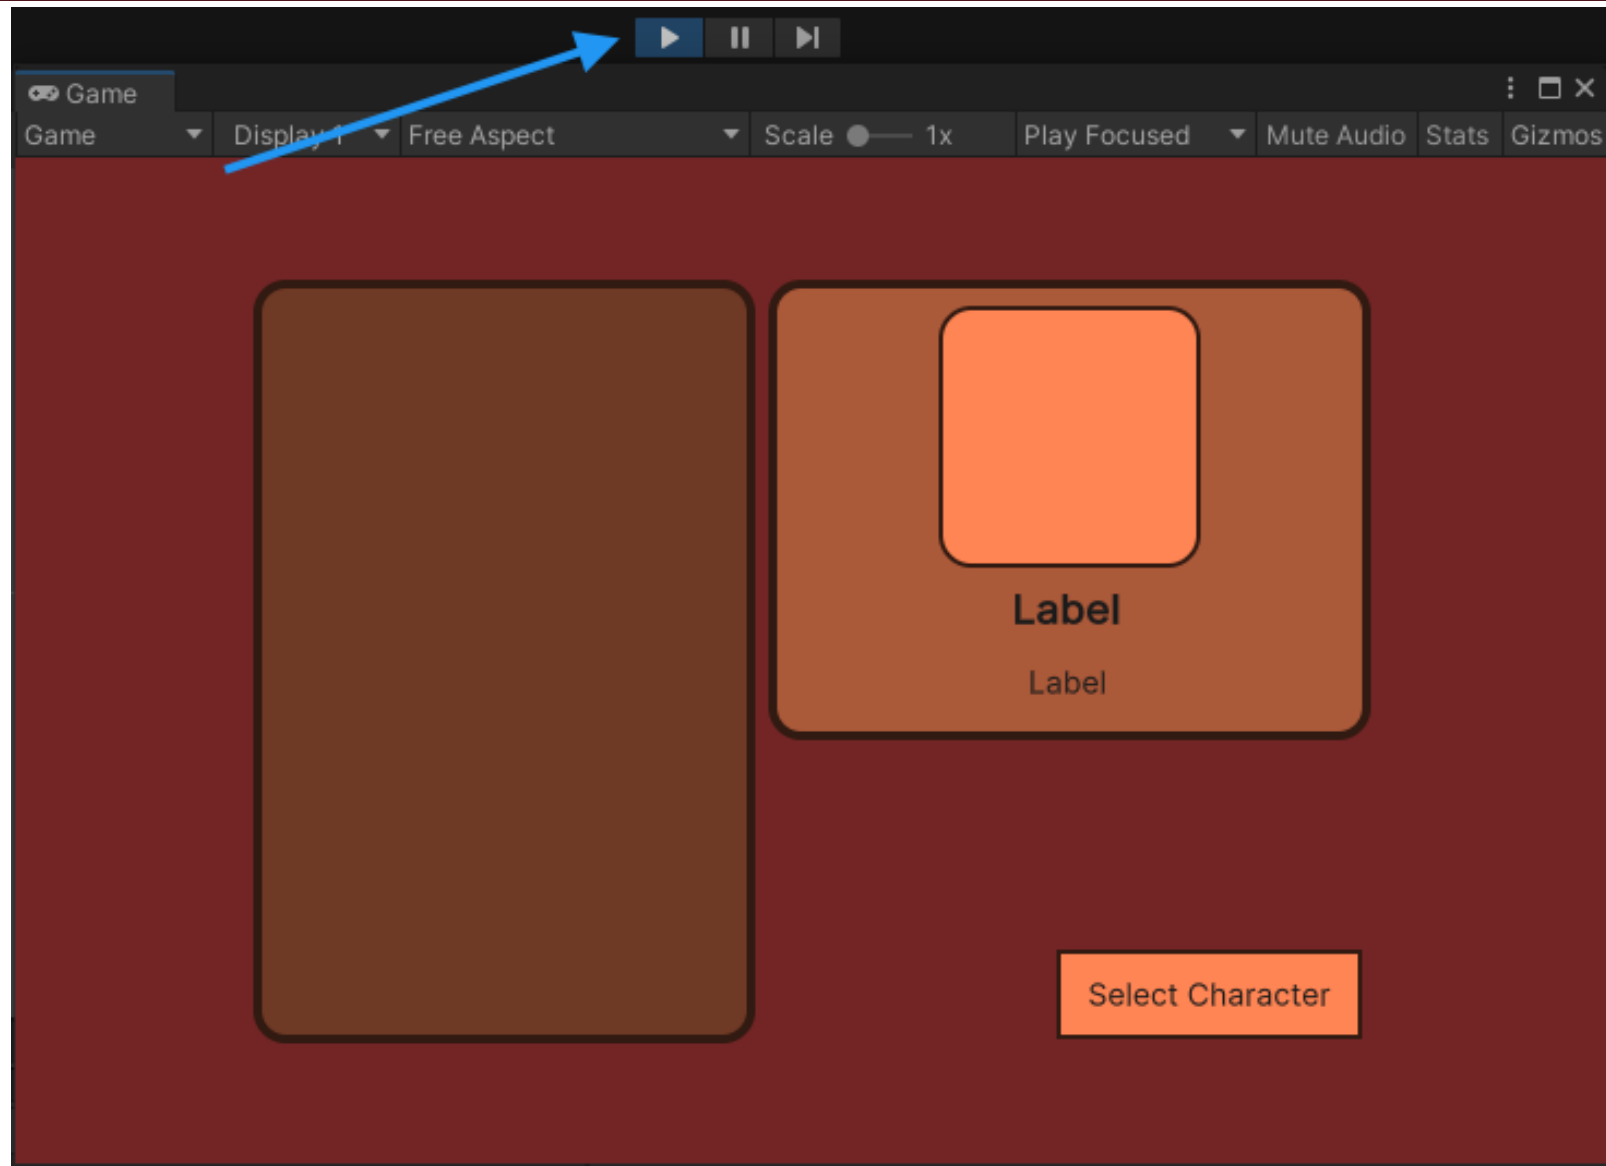 Game
Game Display 1 Free Aspect Scale 1x Play Focused Mute Audio Stats Gizmos
Label
Label
Select Character